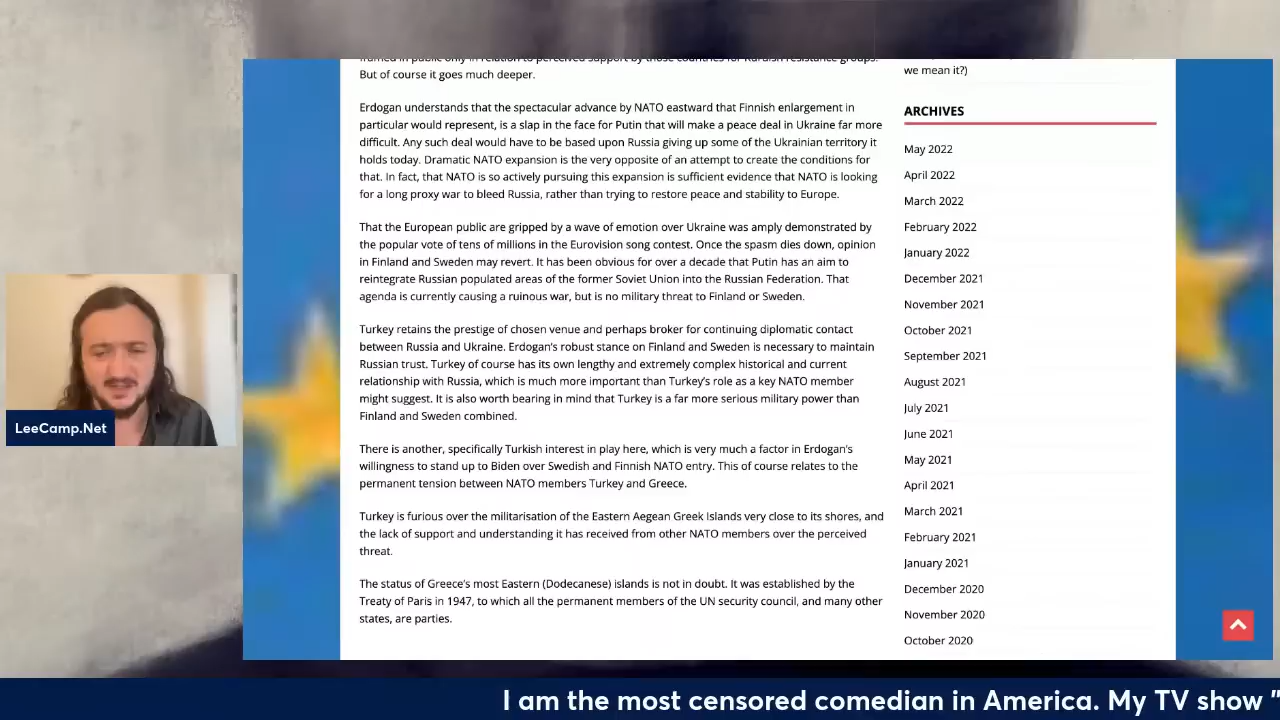 framed in public only in relation to perceived support by those countries for Kurdish resistance groups.
But of course it goes much deeper.
Erdogan understands that the spectacular advance by NATO eastward that Finnish enlargement in
particular would represent, is a slap in the face for Putin that will make a peace deal in Ukraine far more
difficult. Any such deal would have to be based upon Russia giving up some of the Ukrainian territory it
holds today. Dramatic NATO expansion is the very opposite of an attempt to create the conditions for
that. In fact, that NATO is so actively pursuing this expansion is sufficient evidence that NATO is looking
for a long proxy war to bleed Russia, rather than trying to restore peace and stability to Europe.
That the European public are gripped by a wave of emotion over Ukraine was amply demonstrated by
the popular vote of tens of millions in the Eurovision song contest. Once the spasm dies down, opinion
in Finland and Sweden may revert. It has been obvious for over a decade that Putin has an aim to
reintegrate Russian populated areas of the former Soviet Union into the Russian Federation. That
agenda is currently causing a ruinous war, but is no military threat to Finland or Sweden.
Turkey retains the prestige of chosen venue and perhaps broker for continuing diplomatic contact
between Russia and Ukraine. Erdogan's robust stance on Finland and Sweden is necessary to maintain
Russian trust. Turkey of course has its own lengthy and extremely complex historical and current
relationship with Russia, which is much more important than Turkey's role as a key NATO member
might suggest. It is also worth bearing in mind that Turkey is a far more serious military power than
Finland and Sweden combined.
There is another, specifically Turkish interest in play here, which is very much a factor in Erdogan's
willingness to stand up to Biden over Swedish and Finnish NATO entry. This of course relates to the
permanent tension between NATO members Turkey and Greece.
Turkey is furious over the militarisation of the Eastern Aegean Greek Islands very close to its shores, and
the lack of support and understanding it has received from other NATO members over the perceived
threat.
The status of Greece's most Eastern (Dodecanese) islands is not in doubt. It was established by the
Treaty of Paris in 1947, to which all the permanent members of the UN security council, and many other
states, are parties.
we mean it?)
ARCHIVES
May 2022
April 2022
March 2022
February 2022
January 2022
December 2021
November 2021
October 2021
September 2021
August 2021
July 2021
June 2021
May 2021
April 2021
March 2021
February 2021
January 2021
December 2020
November 2020
October 2020
LeeCamp.Net
I am the most censored comedian in America. My TV show "